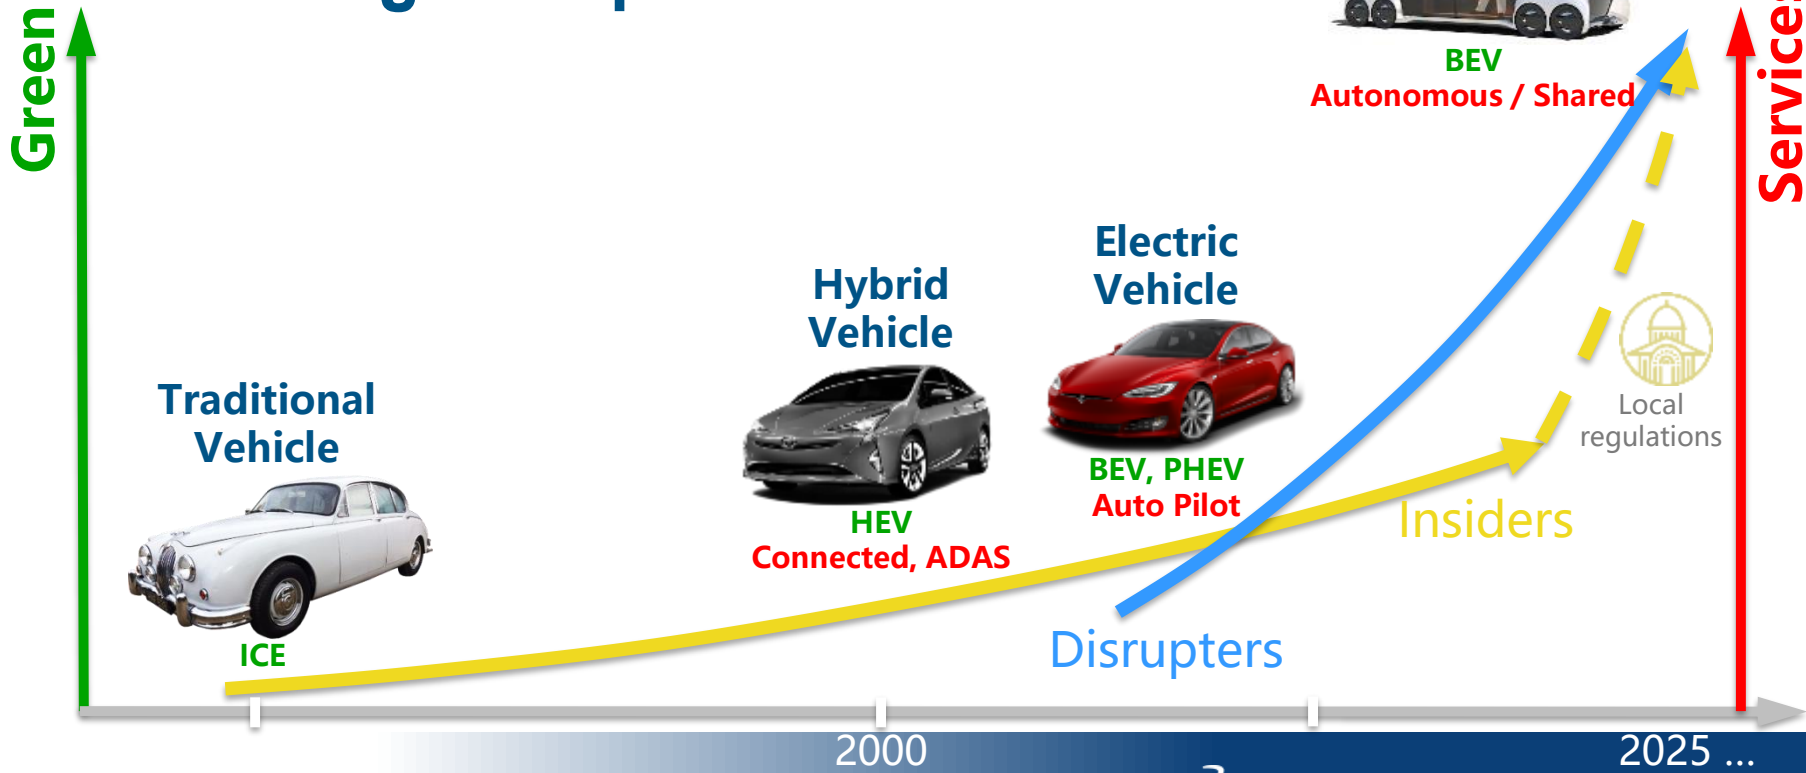 Green
Services
BEV
Autonomous / Shared
Electric
Vehicle
Hybrid
Vehicle
Traditional
Vehicle
BEV, PHEV
Auto Pilot
HEV
Connected, ADAS
ICE
Local
regulations
Insiders
Disrupters
2000
2025 ...